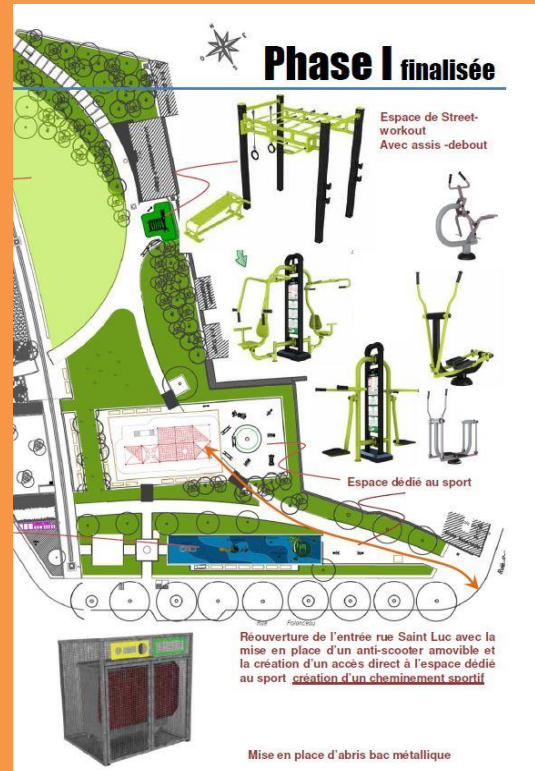 Phase I finalisée
Espace de Street-
workout
Avec assis -debout
Espace dédié au sport
Rue Polonceau
Réouverture de l'entrée rue Saint Luc avec la
mise en place d'un anti-scooter amovible et
la création d'un accès direct à l'espace dédié
au sport création d'un cheminement sportif
Mise en place d'abris bac métallique